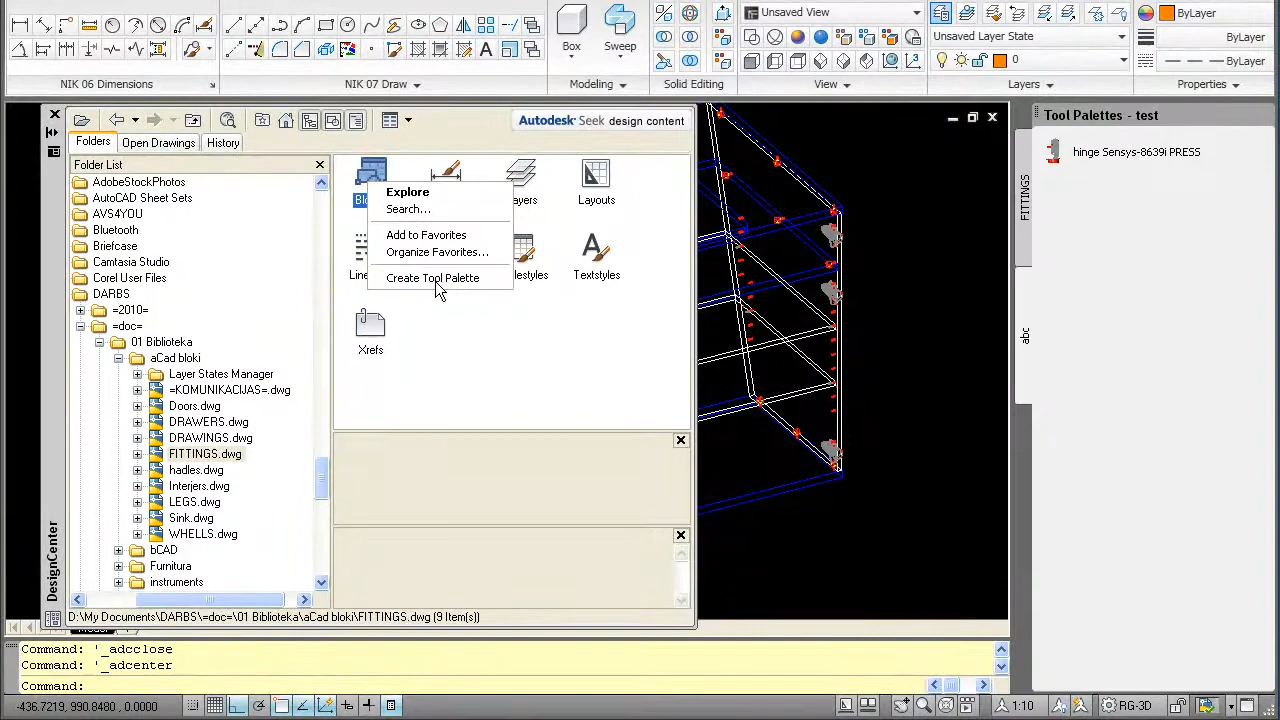 NIK 06 Dimensions
NIK 07 Draw
Box
Sweep
Modeling
Solid Editing
Unsaved View
View
Unsaved Layer State
0
Layers
ByLayer
ByLayer
ByLayer
Properties
Autodesk Seek design content
Folders
Open Drawings
History
Folder List
AdobeStockPhotos
AutoCAD Sheet Sets
AVS4YOU
Bluetooth
Briefcase
Camtasia Studio
Corel User Files
DARBS
=2010=
=doc=
01 Biblioteka
aCad bloki
Layer States Manager
=KOMUNIKACIJAS=.dwg
Doors.dwg
DRAWERS.dwg
DRAWINGS.dwg
FITTINGS.dwg
hadles.dwg
Interjers.dwg
LEGS.dwg
Sink.dwg
WHELLS.dwg
bCAD
Furnitura
instruments
Layouts
Textstyles
Xrefs
Explore
Search...
Add to Favorites
Organize Favorites...
Create Tool Palette
DesignCenter
D:\My Documents\DARBS\=doc=\01 Biblioteka\aCad bloki\FITTINGS.dwg (9 Item(s))
Tool Palettes - test
hinge Sensys-8639i PRESS
FITTINGS
abc
Command: '_adcclose
Command: '_adcenter
Command:
-436.7219, 990.8480, 0.0000
1:10
RG-3D